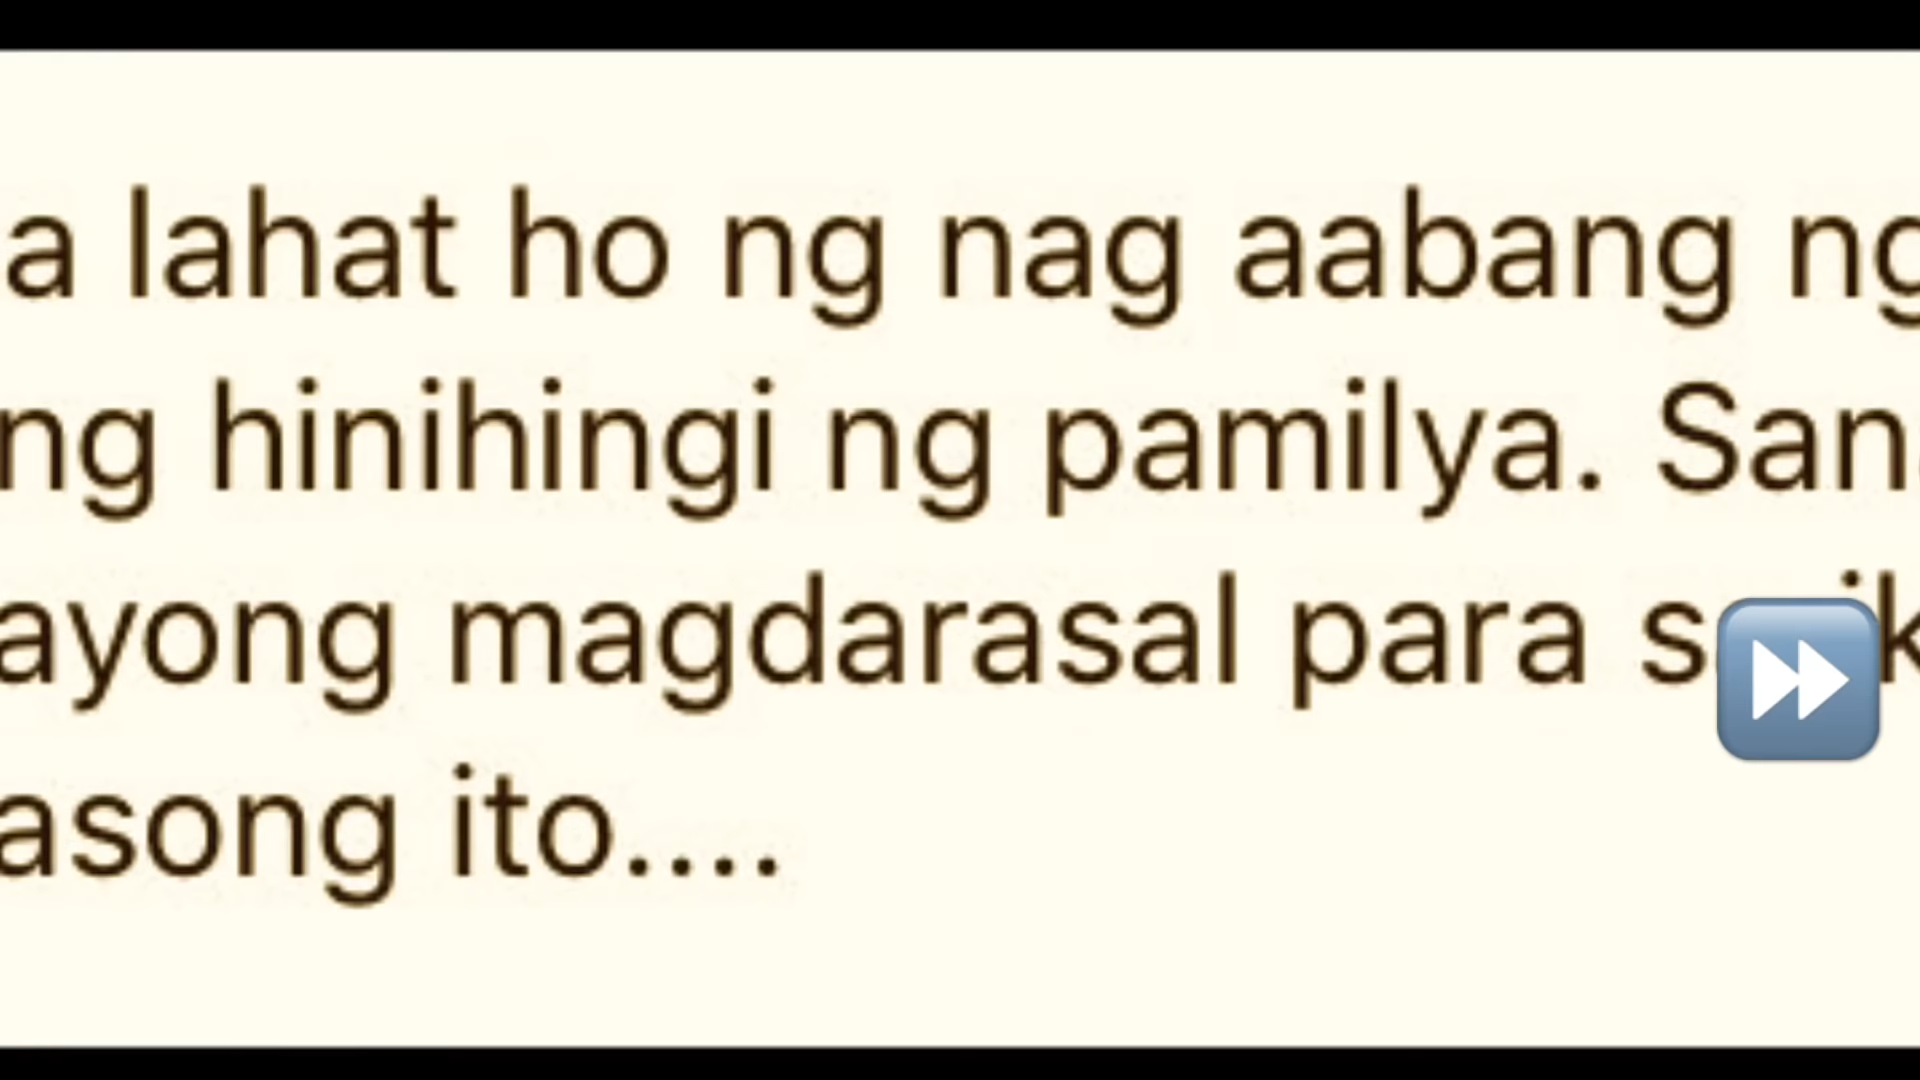 a lahat ho ng nag aabang ng
ng hinihingi ng pamilya. San
ayong magdarasal para s
asong ito....